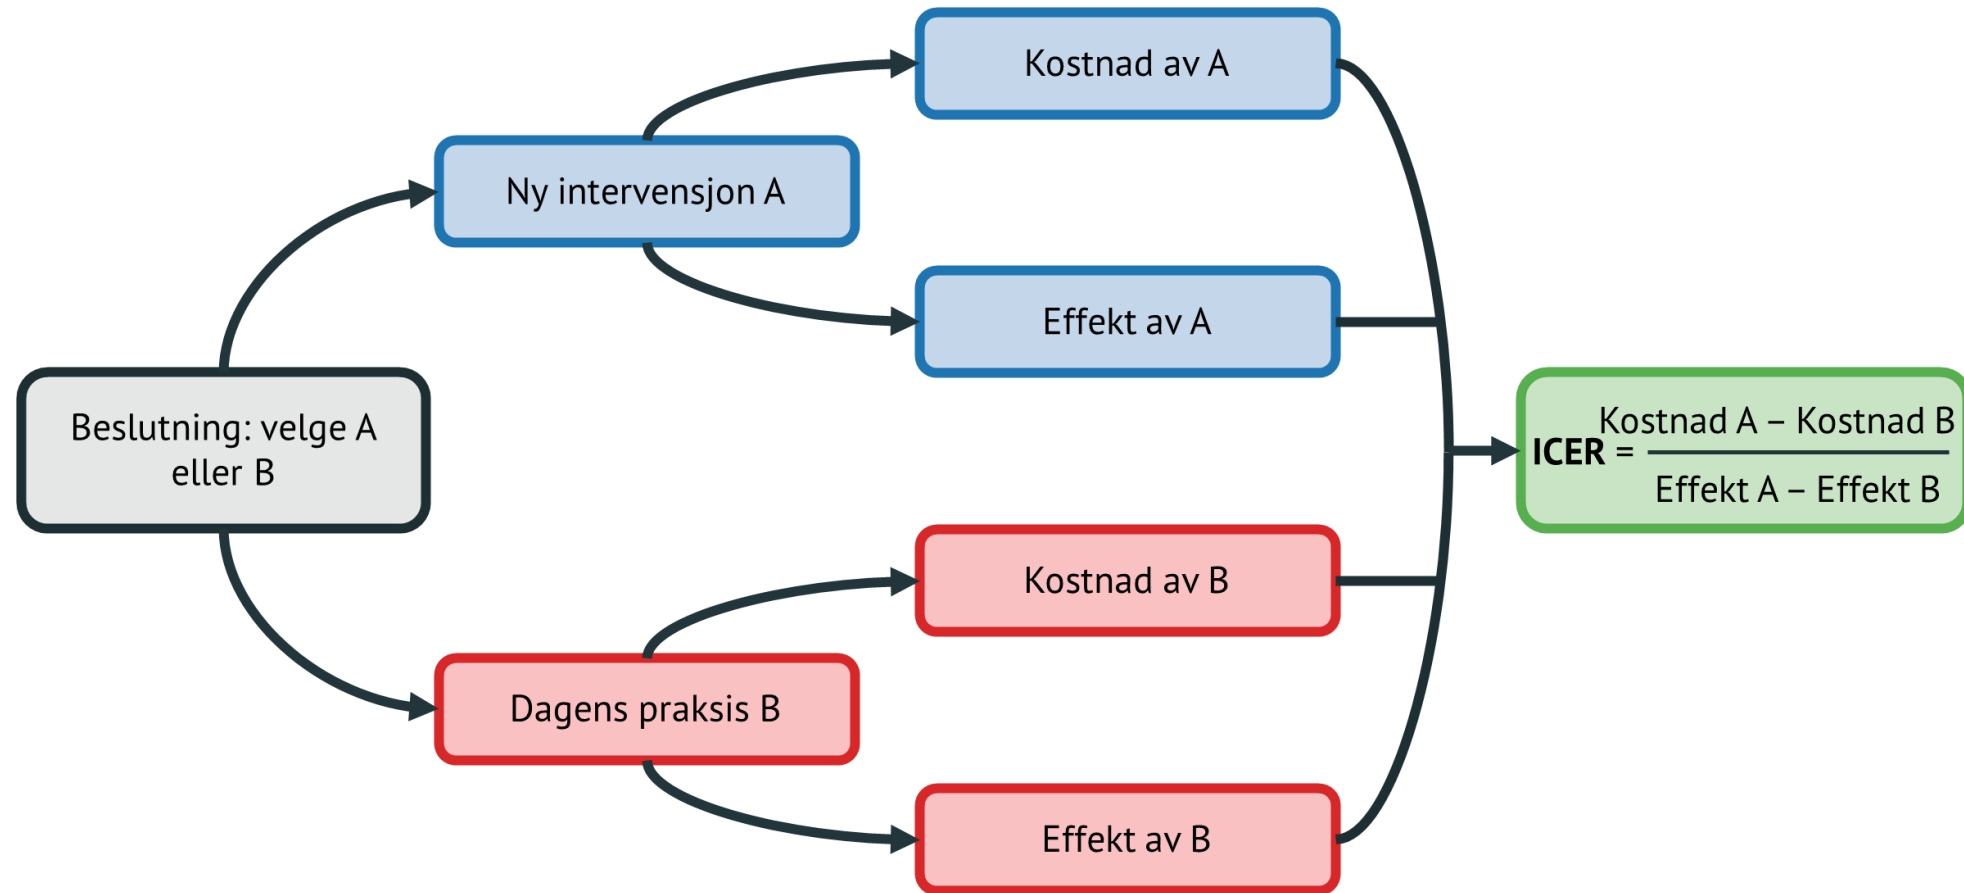 Kostnad av A
Ny intervensjon A
Effekt av A
Beslutning: velge A
eller B
Kostnad av B
Dagens praksis B
Effekt av B
Kostnad A – Kostnad B
ICER =
Effekt A – Effekt B